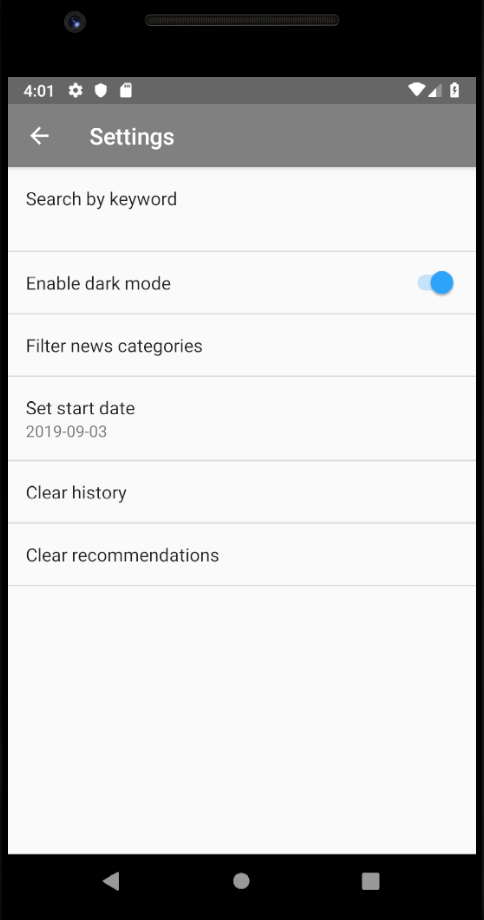 4:01
Settings
Search by keyword
Enable dark mode
Filter news categories
Set start date
2019-09-03
Clear history
Clear recommendations